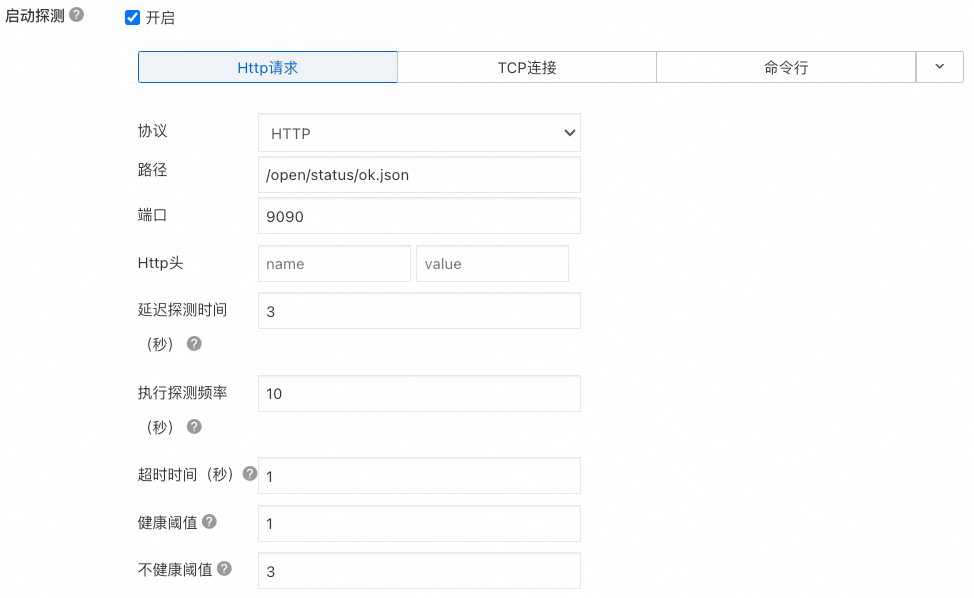 启动探测 ? 开启
Http请求 TCP连接 命令行
协议 HTTP
路径 /open/status/ok.json
端口 9090
Http头 name value
延迟探测时间 3
（秒） ?
执行探测频率 10
（秒） ?
超时时间（秒） ? 1
健康阈值 ? 1
不健康阈值 ? 3